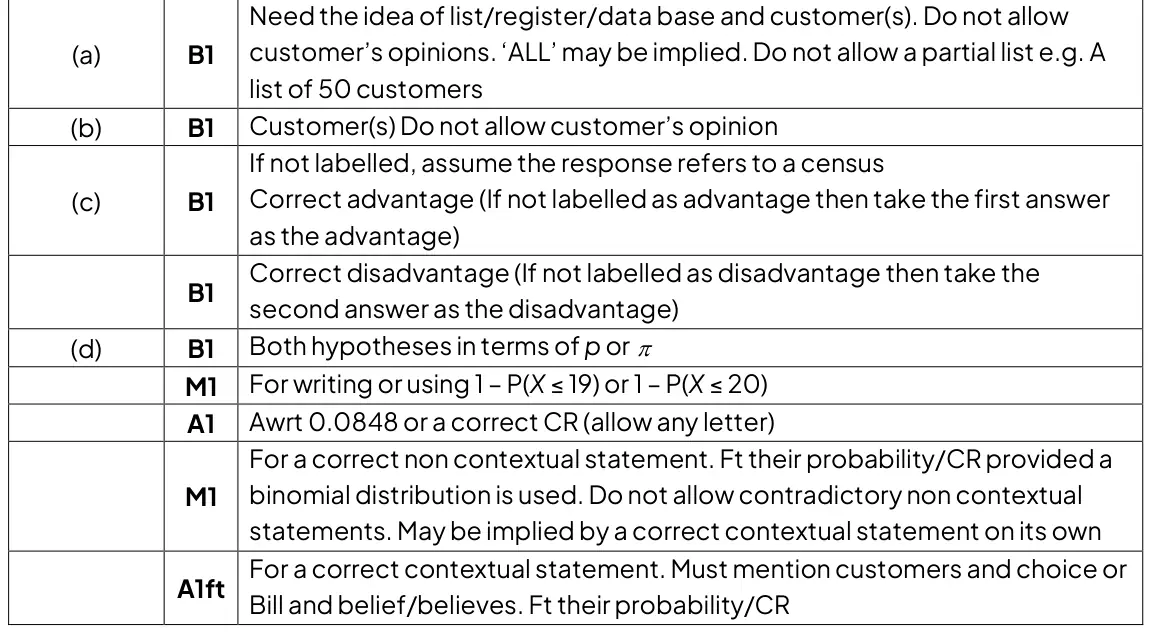 Need the idea of list/register/data base and customer(s). Do not allow
(a) B1 customer's opinions. ‘ALL’ may be implied. Do not allow a partial list e.g. A
list of 50 customers
(b) B1 Customer(s) Do not allow customer's opinion
If not labelled, assume the response refers to a census
(c) B1 Correct advantage (If not labelled as advantage then take the first answer
as the advantage)
B1 Correct disadvantage (If not labelled as disadvantage then take the
second answer as the disadvantage)
(d) B1 Both hypotheses in terms of p or π
M1 For writing or using 1 – P(X ≤ 19) or 1 – P(X ≤ 20)
A1 Awrt 0.0848 or a correct CR (allow any letter)
For a correct non contextual statement. Ft their probability/CR provided a
M1 binomial distribution is used. Do not allow contradictory non contextual
statements. May be implied by a correct contextual statement on its own
A1ft For a correct contextual statement. Must mention customers and choice or
Bill and belief/believes. Ft their probability/CR